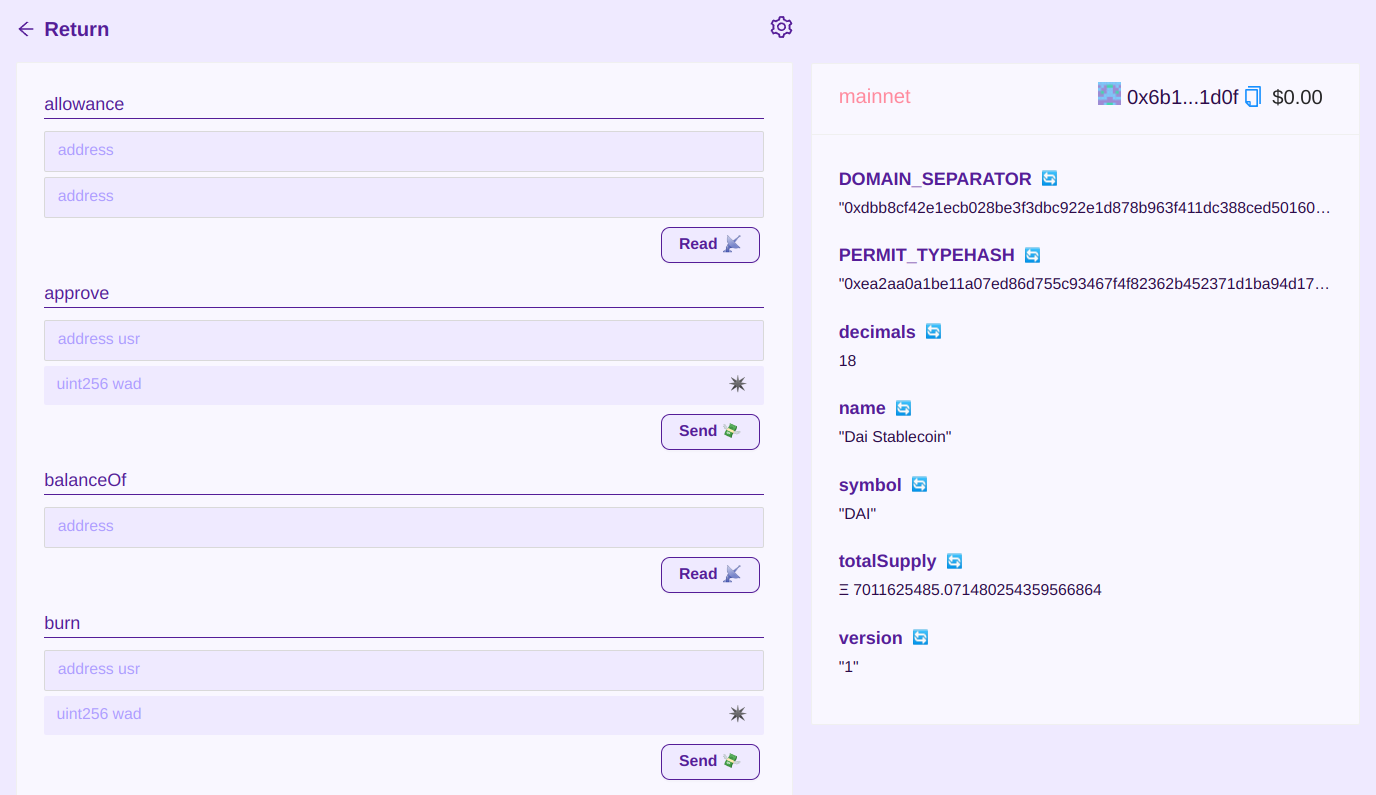 Return
allowance
address
address
Read
approve
address usr
uint256 wad
Send
balanceOf
address
Read
burn
address usr
uint256 wad
Send
mainnet 0x6b1...1d0f $0.00
DOMAIN_SEPARATOR
"0xdbb8cf42e1ecb028be3f3dbc922e1d878b963f411dc388ced50160…
PERMIT_TYPEHASH
"0xea2aa0a1be11a07ed86d755c93467f4f82362b452371d1ba94d17…
decimals
18
name
"Dai Stablecoin"
symbol
"DAI"
totalSupply
Ξ 7011625485.071480254359566864
version
"1"